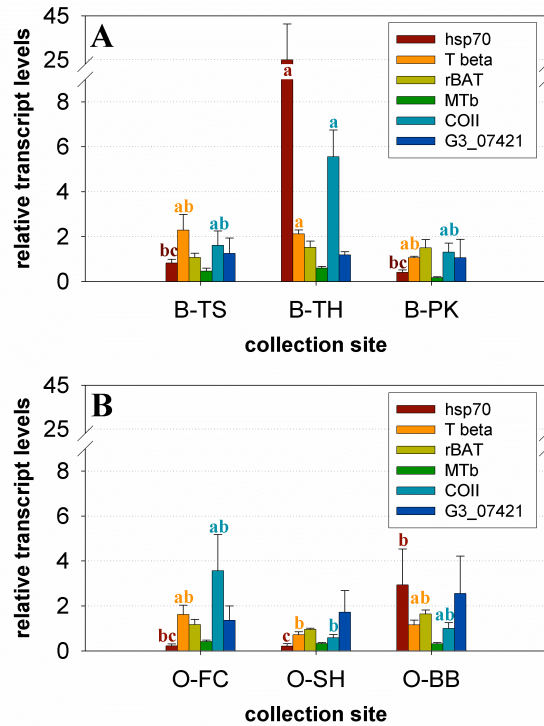 A
relative transcript levels
45
25
8
6
4
2
0
hsp70
T beta
rBAT
MTb
COII
G3_07421
bc
ab
ab
a
a
a
bc
ab
ab
B-TS
B-TH
B-PK
collection site
B
relative transcript levels
45
25
8
6
4
2
0
hsp70
T beta
rBAT
MTb
COII
G3_07421
bc
ab
ab
c
b
b
b
ab
ab
O-FC
O-SH
O-BB
collection site